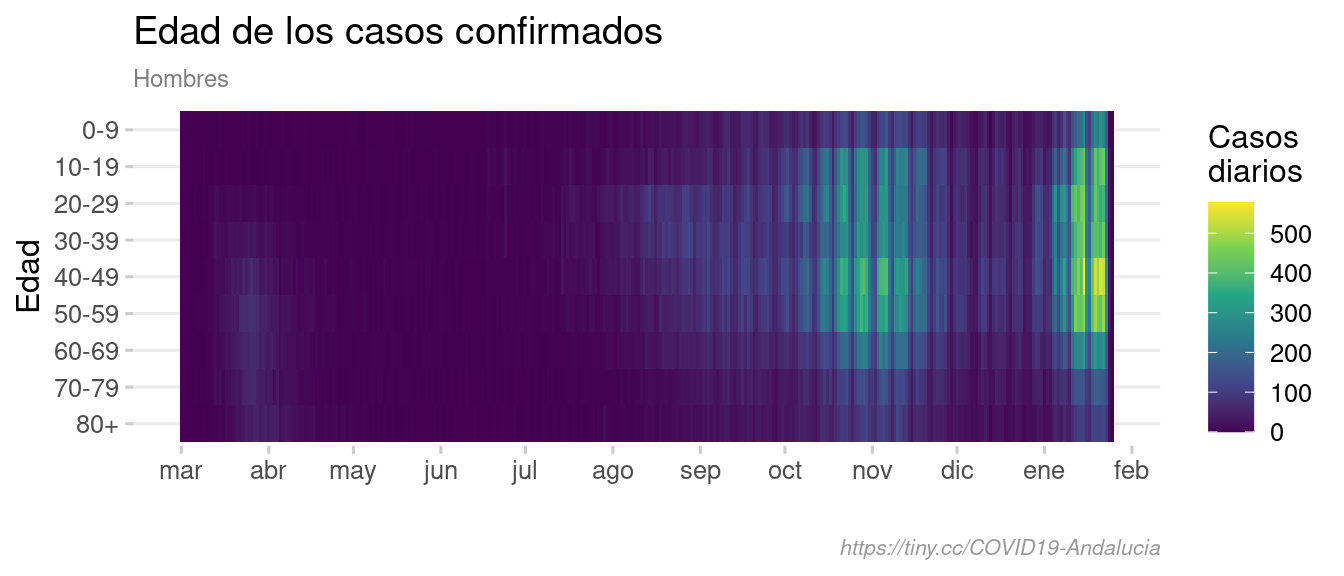 Edad de los casos confirmados
Hombres
Edad
0-9
10-19
20-29
30-39
40-49
50-59
60-69
70-79
80+
mar abr may jun jul ago sep oct nov dic ene feb
Casos
diarios
500
400
300
200
100
0
https://tiny.cc/COVID19-Andalucia